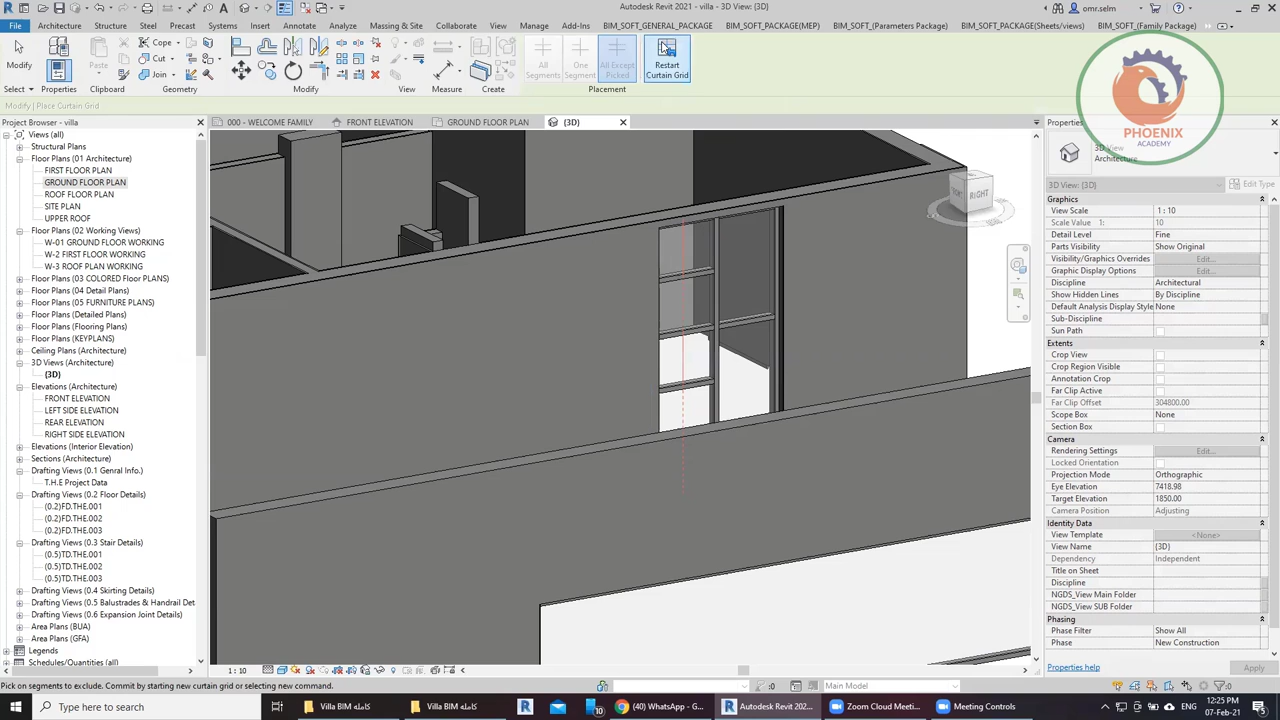 Autodesk Revit 2021 - villa - 3D View: {3D}
omr.selm
File Architecture Structure Steel Precast Systems Insert Annotate Analyze Massing & Site Collaborate View Manage Add-Ins BIM_SOFT_GENERAL_PACKAGE BIM_SOFT_PACKAGE(MEP) BIM_SOFT_(Parameters Package) BIM_SOFT_PACKAGE(Sheets/views) BIM_SOFT_(Family Package)
Modify Paste Cope Cut Join All Segments One Segment All Except Picked Restart Curtain Grid
Select Properties Clipboard Geometry Modify View Measure Create Placement
PHOENIX
ACADEMY
Modify | Place Curtain Grid
Project Browser - villa
000 - WELCOME FAMILY FRONT ELEVATION GROUND FLOOR PLAN {3D}
Views (all)
Structural Plans
Floor Plans (01 Architecture)
FIRST FLOOR PLAN
GROUND FLOOR PLAN
ROOF FLOOR PLAN
SITE PLAN
UPPER ROOF
Floor Plans (02 Working Views)
W-01 GROUND FLOOR WORKING
W-2 FIRST FLOOR WORKING
W-3 ROOF PLAN WORKING
Floor Plans (03 COLORED Floor PLANS)
Floor Plans (04 Detail Plans)
Floor Plans (05 FURNITURE PLANS)
Floor Plans (Detailed Plans)
Floor Plans (Flooring Plans)
Floor Plans (KEYPLANS)
Ceiling Plans (Architecture)
3D Views (Architecture)
{3D}
Elevations (Architecture)
FRONT ELEVATION
LEFT SIDE ELEVATION
REAR ELEVATION
RIGHT SIDE ELEVATION
Elevations (Interior Elevation)
Sections (Architecture)
Drafting Views (0.1 Genral Info.)
T.H.E Project Data
Drafting Views (0.2 Floor Details)
(0.2)FD.THE.001
(0.2)FD.THE.002
(0.2)FD.THE.003
Drafting Views (0.3 Stair Details)
(0.5)TD.THE.001
(0.5)TD.THE.002
(0.5)TD.THE.003
Drafting Views (0.4 Skirting Details)
Drafting Views (0.5 Balustrades & Handrail Det
Drafting Views (0.6 Expansion Joint Details)
Area Plans (BUA)
Area Plans (GFA)
Legends
Schedules/Quantities (all)
RIGHT
Properties
3D View
Architecture
3D View: {3D} Edit Type
Graphics
View Scale 1 : 10
Scale Value 1: 10
Detail Level Fine
Parts Visibility Show Original
Visibility/Graphics Overrides Edit...
Graphic Display Options Edit...
Discipline Architectural
Show Hidden Lines By Discipline
Default Analysis Display Style None
Sub-Discipline
Sun Path
Extents
Crop View
Crop Region Visible
Annotation Crop
Far Clip Active
Far Clip Offset 304800.00
Scope Box None
Section Box
Camera
Rendering Settings Edit...
Locked Orientation
Projection Mode Orthographic
Eye Elevation 7418.98
Target Elevation 1850.00
Camera Position Adjusting
Identity Data
View Template <None>
View Name {3D}
Dependency Independent
Title on Sheet
Discipline
NGDS_View Main Folder
NGDS_View SUB Folder
Phasing
Phase Filter Show All
Phase New Construction
Properties help Apply
1 : 10
Pick on segments to exclude. Commit by starting new curtain grid or selecting new command.
:0 Main Model :0
Type here to search
Villa BIM كامله Villa BIM كامله (40) WhatsApp - G... Autodesk Revit 202... Zoom Cloud Meeti... Meeting Controls
12:25 PM
07-Feb-21